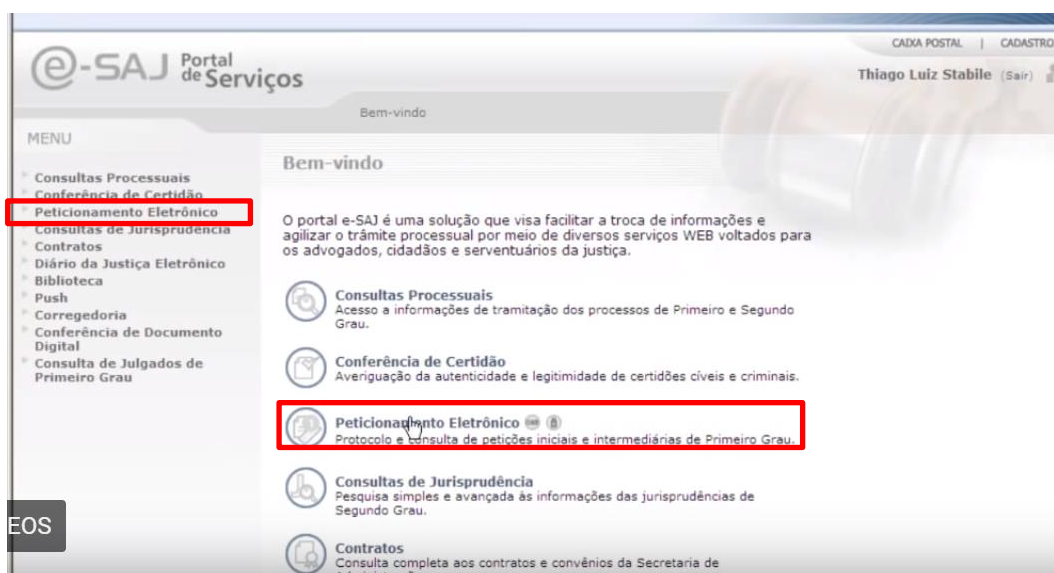 CAIXA POSTAL | CADASTRO
e-SAJ Portal de Serviços
Thiago Luiz Stabile (Sair)
Bem-vindo
MENU
Consultas Processuais
Conferência de Certidão
Peticionamento Eletrônico
Consultas de Jurisprudência
Contratos
Diário da Justiça Eletrônico
Biblioteca
Push
Corregedoria
Conferência de Documento
Digital
Consulta de Julgados de
Primeiro Grau
Bem-vindo
O portal e-SAJ é uma solução que visa facilitar a troca de informações e
agilizar o trâmite processual por meio de diversos serviços WEB voltados para
os advogados, cidadãos e serventuários da justiça.
Consultas Processuais
Acesso a informações de tramitação dos processos de Primeiro e Segundo
Grau.
Conferência de Certidão
Averiguação da autenticidade e legitimidade de certidões cíveis e criminais.
Peticionamento Eletrônico
Protocolo e consulta de petições iniciais e intermediárias de Primeiro Grau.
Consultas de Jurisprudência
Pesquisa simples e avançada às informações das jurisprudências de
Segundo Grau.
Contratos
Consulta completa aos contratos e convênios da Secretaria de
EOS